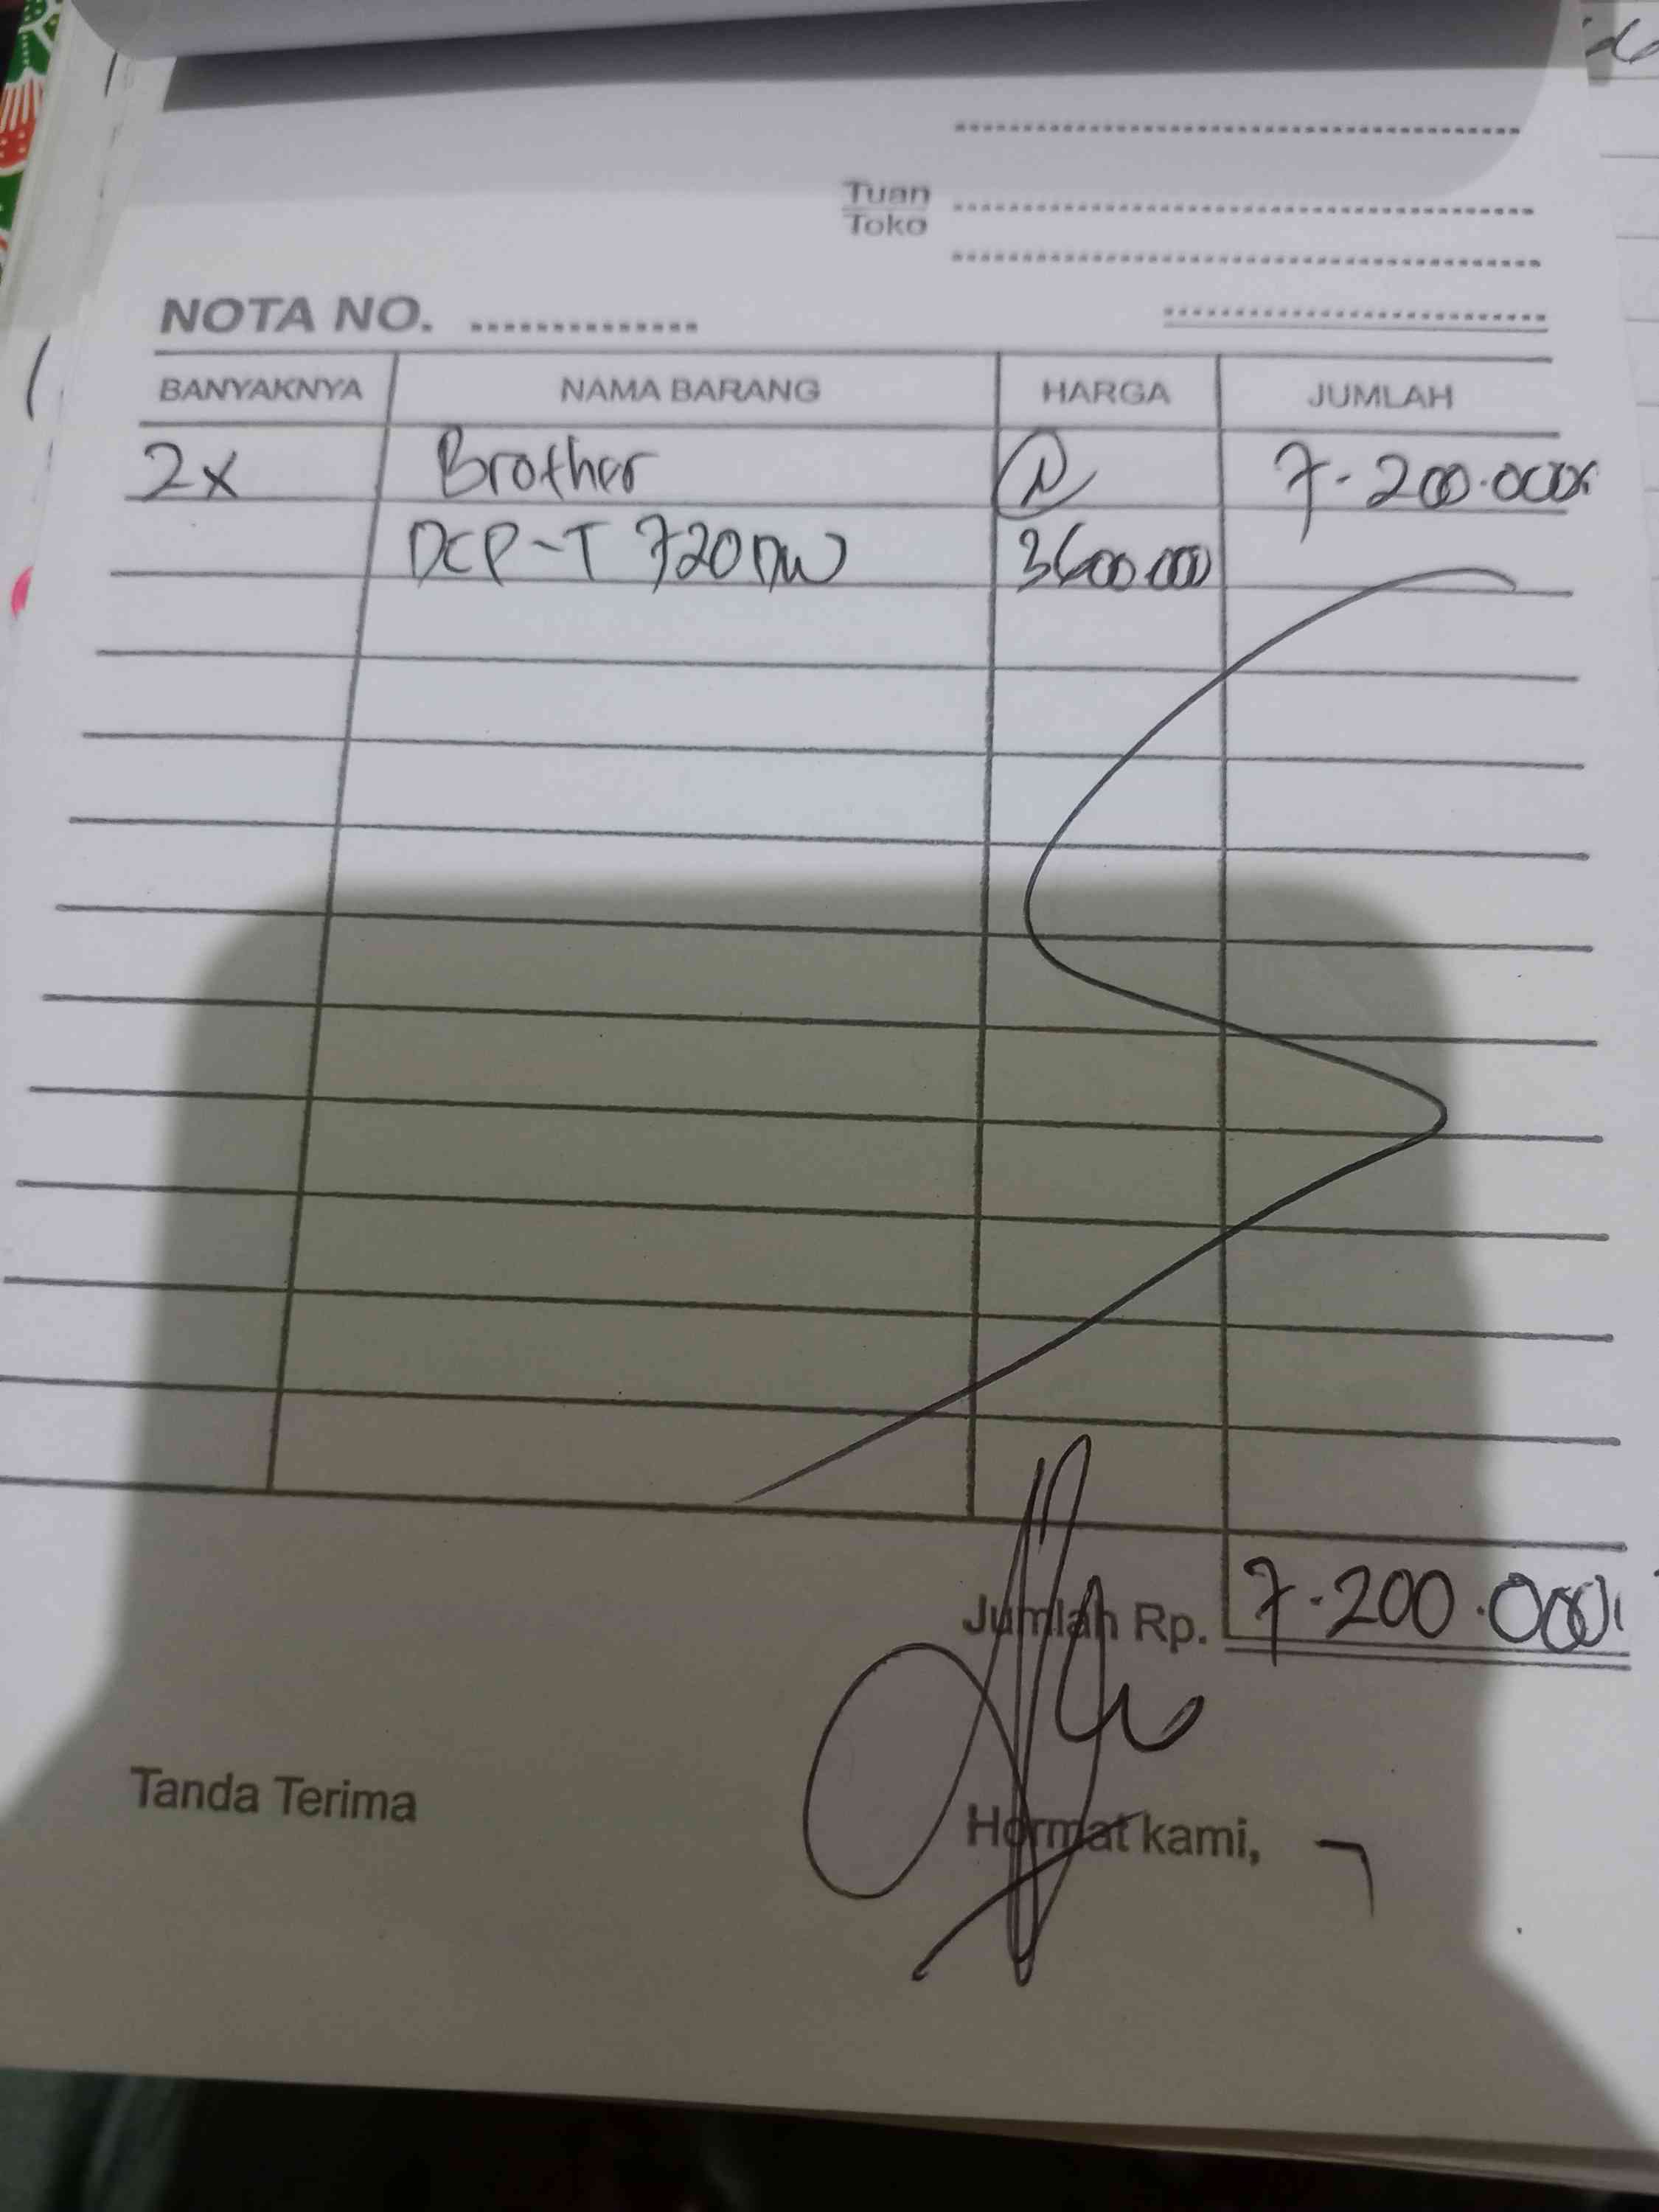 Tuan
Toko
NOTA NO.
BANYAKNYA NAMA BARANG HARGA JUMLAH
2x Brother @ 7.200.000
DCP-T 720DW 3600.000
Jumlah Rp. 7.200.000
Tanda Terima Hormat kami,